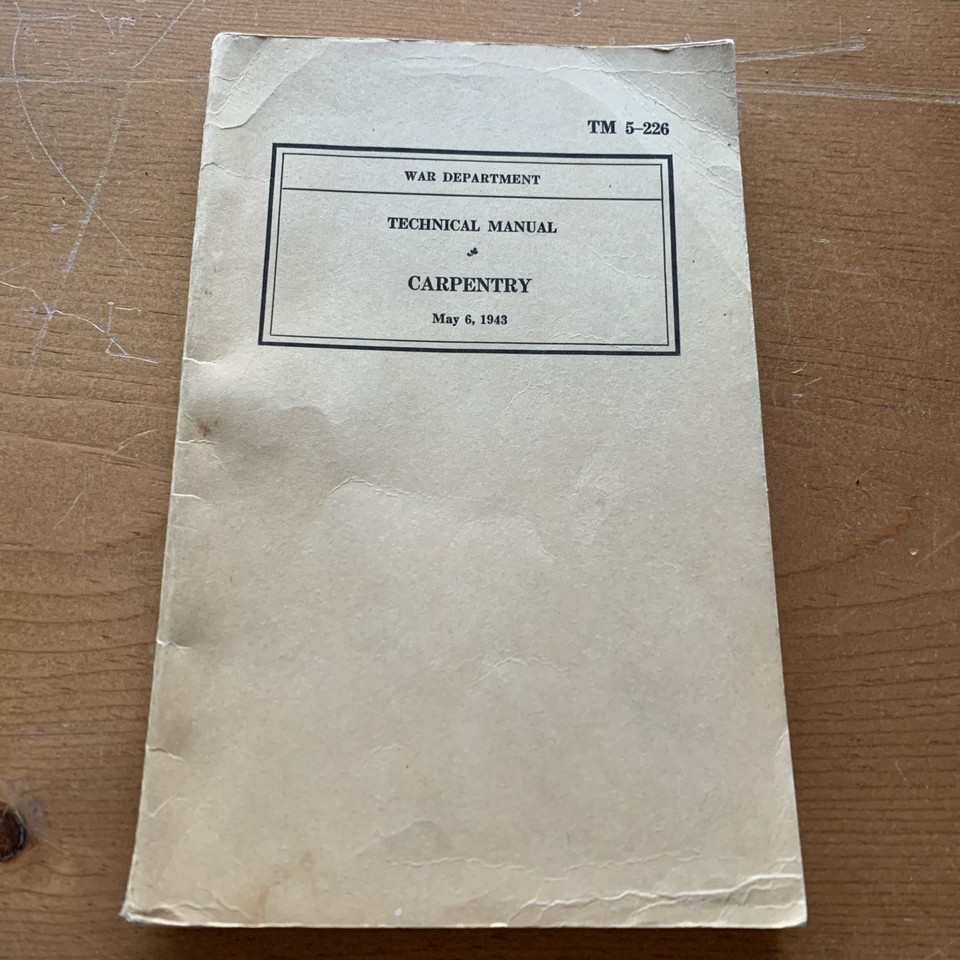 TM 5–226
WAR DEPARTMENT
TECHNICAL MANUAL
CARPENTRY
May 6, 1943